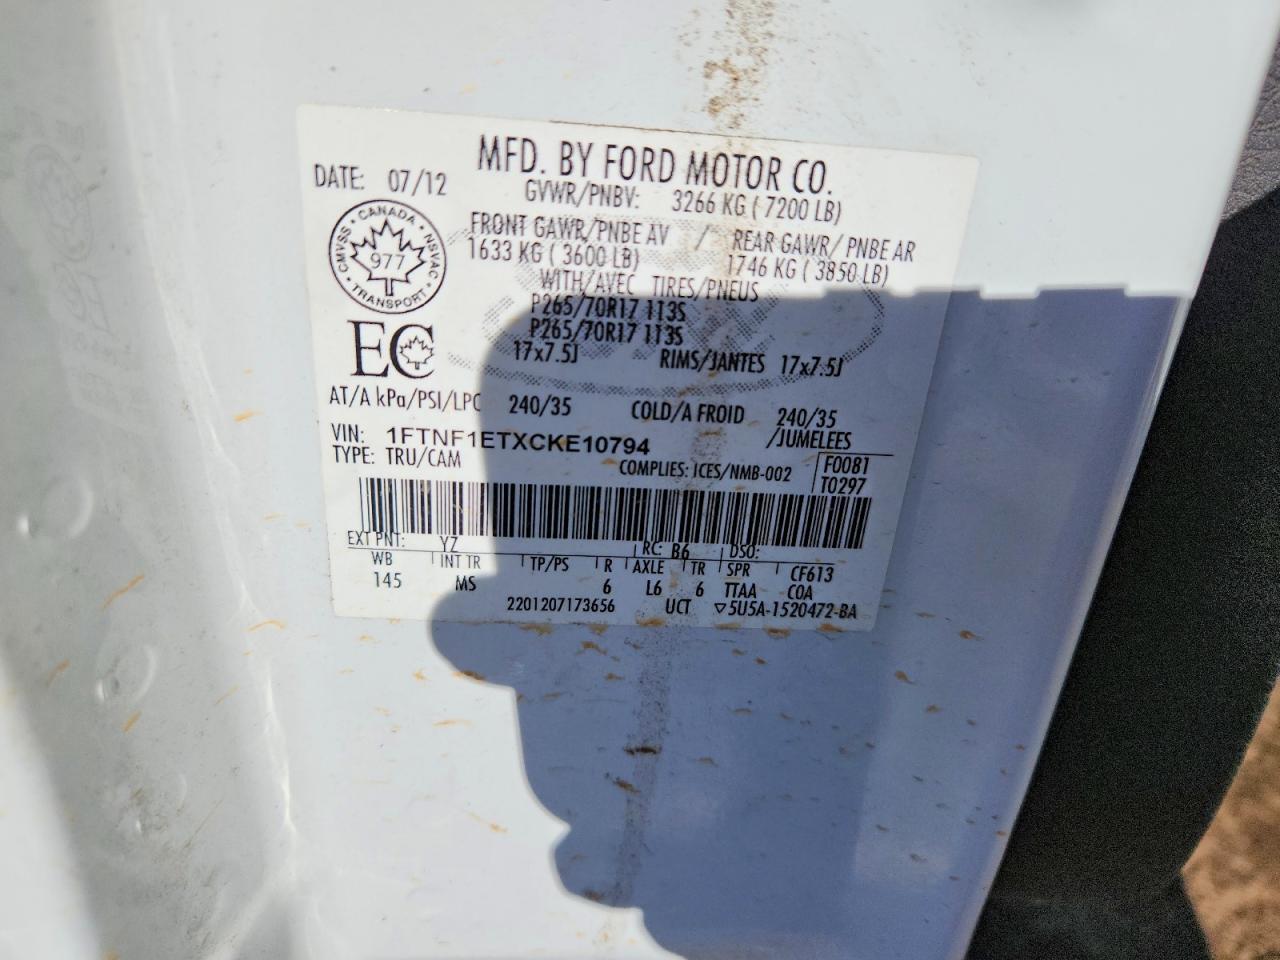 MFD. BY FORD MOTOR CO.
DATE: 07/12
GVWR/PNBV: 3266 KG ( 7200 LB)
FRONT GAWR/PNBE AV / REAR GAWR/ PNBE AR
1633 KG ( 3600 LB) 1746 KG ( 3850 LB)
CANADA
CMVSS • NSVAC
977
TRANSPORT
WITH/AVEC TIRES/PNEUS
P265/70R17 113S
P265/70R17 113S
EC
17x7.5J RIMS/JANTES 17x7.5J
AT/A kPa/PSI/LPC 240/35 COLD/A FROID 240/35
VIN: 1FTNF1ETXCKE10794 /JUMELEES
TYPE: TRU/CAM COMPLIES: ICES/NMB-002 F0081
T0297
EXT PNT: YZ RC: B6 DSO:
WB INT TR TP/PS R AXLE TR SPR CF613
145 MS 6 L6 6 TTAA COA
2201207173656 UCT ▽5U5A-1520472-BA